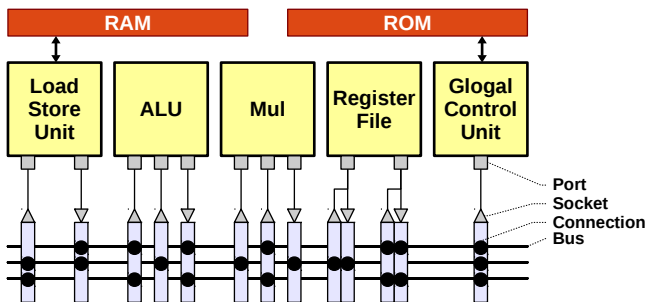 RAM
ROM
Load
Store
Unit
ALU
Mul
Register
File
Glogal
Control
Unit
Port
Socket
Connection
Bus